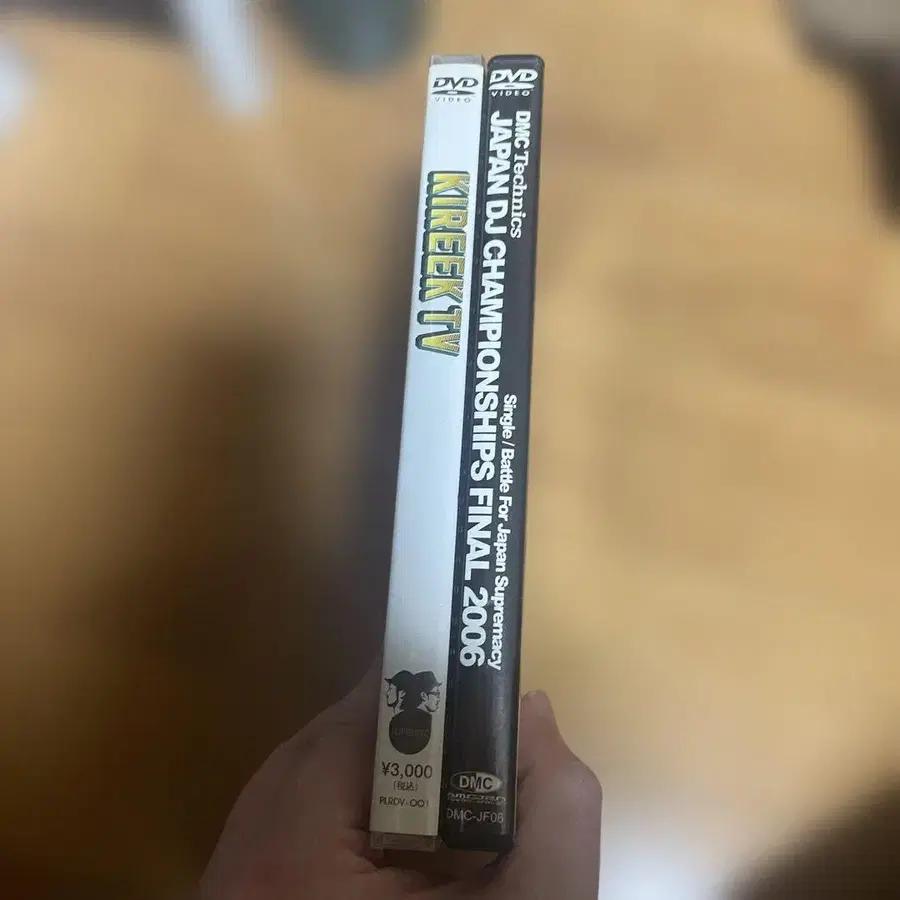 DVD
VIDEO
KIREEK TV
¥3,000
(税込)
PLRDV-001
DVD
VIDEO
DMC Technics
JAPAN DJ CHAMPIONSHIPS FINAL 2006
Single / Battle For Japan Supremacy
DMC
DMC-JF06